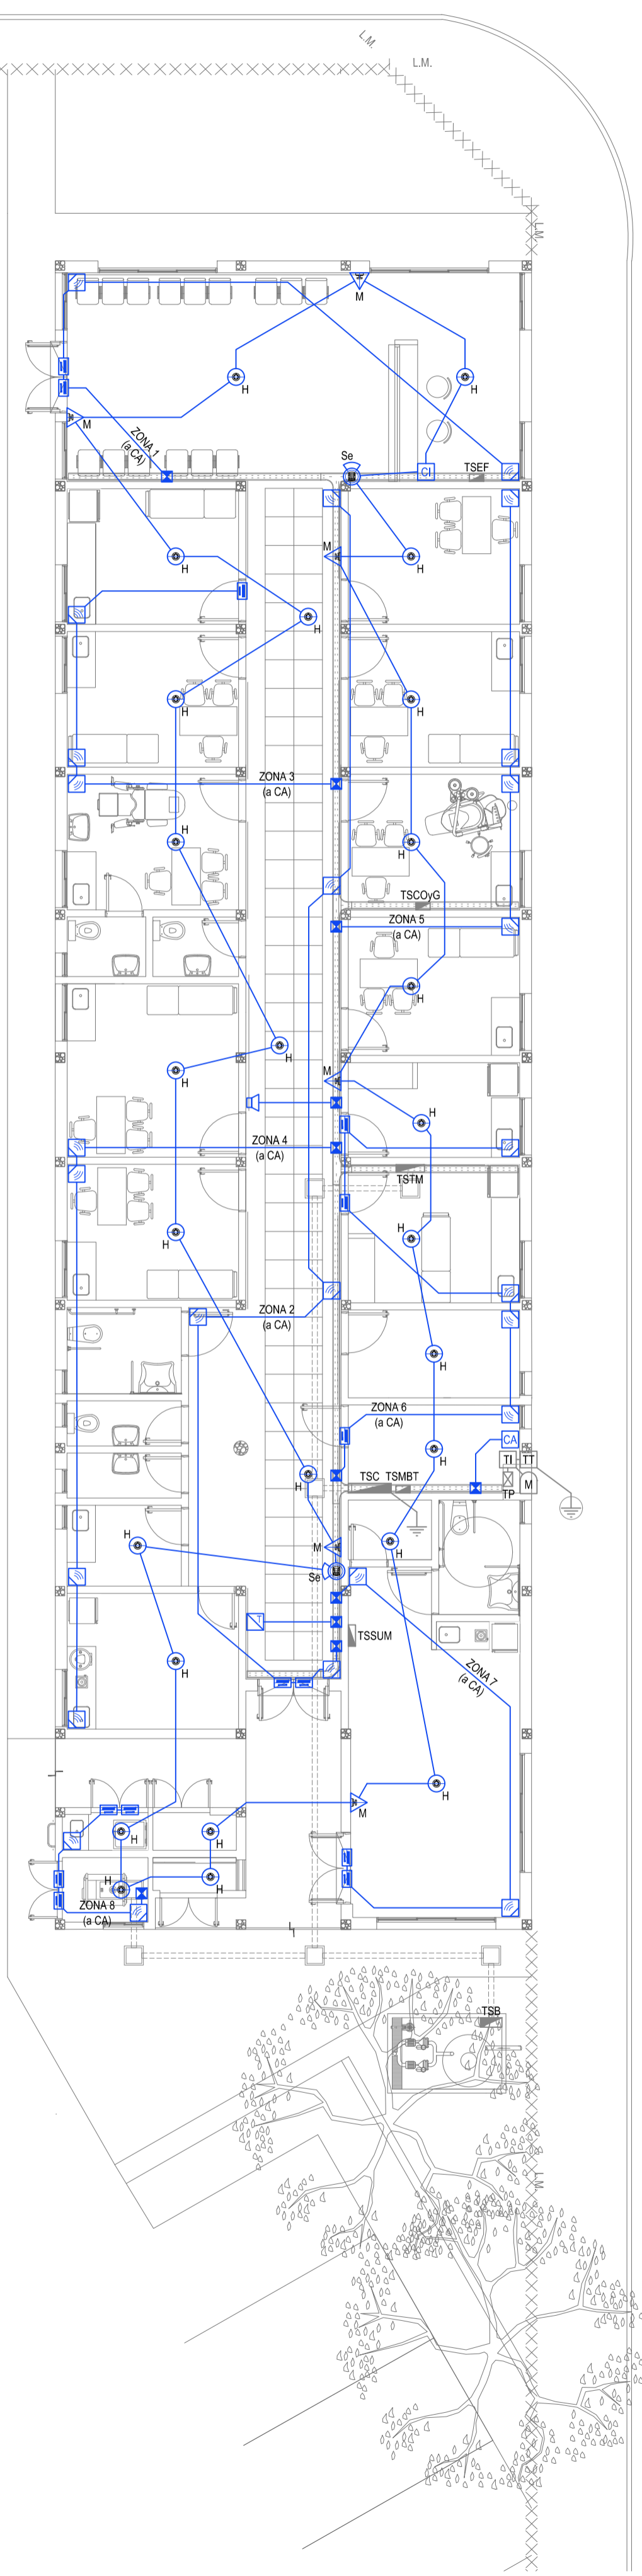 L.M.
L.M.
L.M.
M
H
H
M
ZONA 1
(a CA)
Se
CI
TSEF
M
H
H
H
H
H
ZONA 3
(a CA)
H
H
TSCOyG
ZONA 5
(a CA)
H
H
M
H
H
ZONA 4
(a CA)
TSTM
H
H
ZONA 2
(a CA)
H
ZONA 6
(a CA)
CA
H
TI
TT
TSC
TSMBT
M
TP
H
H
M
H
Se
TSSUM
ZONA 7
(a CA)
H
H
M
H
H
H
H
ZONA 8
(a CA)
TSB
L.M.